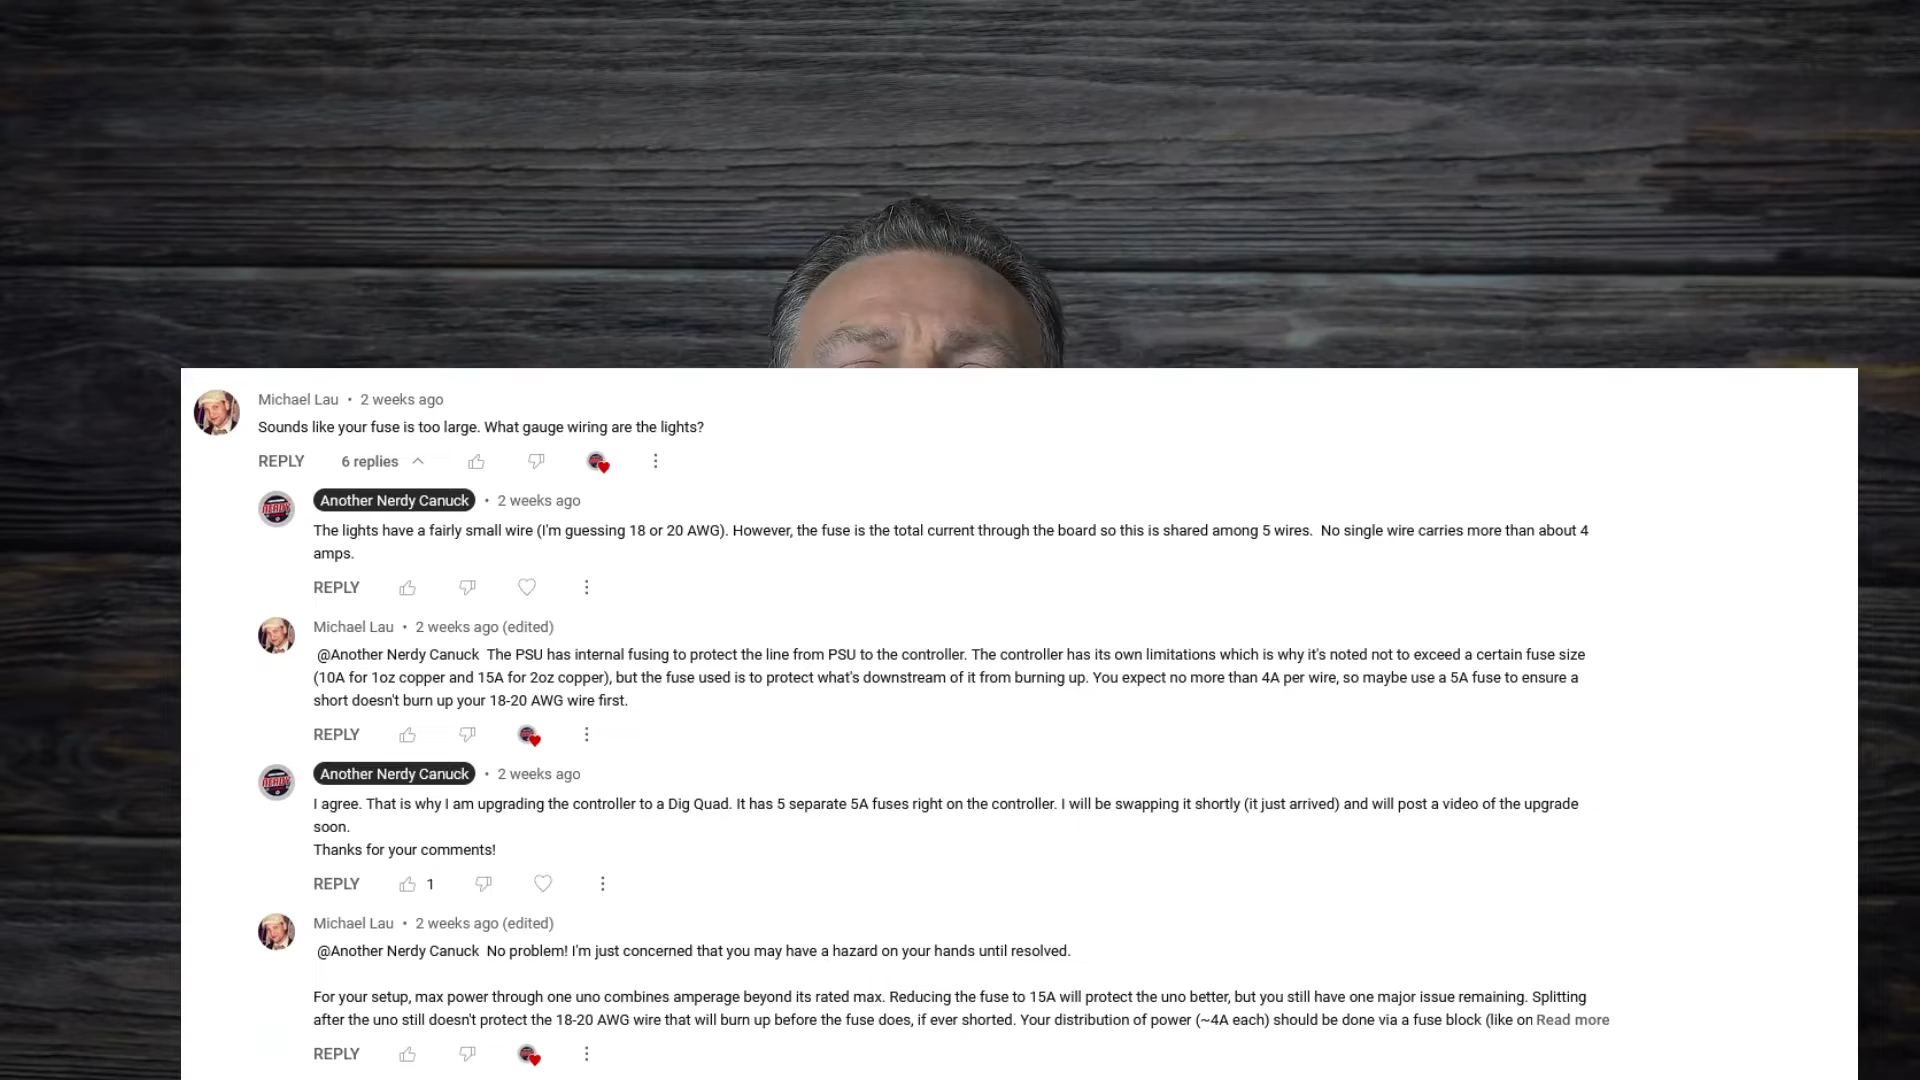 Michael Lau • 2 weeks ago
Sounds like your fuse is too large. What gauge wiring are the lights?
REPLY 6 replies
Another Nerdy Canuck • 2 weeks ago
The lights have a fairly small wire (I'm guessing 18 or 20 AWG). However, the fuse is the total current through the board so this is shared among 5 wires. No single wire carries more than about 4
amps.
REPLY
Michael Lau • 2 weeks ago (edited)
@Another Nerdy Canuck The PSU has internal fusing to protect the line from PSU to the controller. The controller has its own limitations which is why it's noted not to exceed a certain fuse size
(10A for 1oz copper and 15A for 2oz copper), but the fuse used is to protect what's downstream of it from burning up. You expect no more than 4A per wire, so maybe use a 5A fuse to ensure a
short doesn't burn up your 18-20 AWG wire first.
REPLY
Another Nerdy Canuck • 2 weeks ago
I agree. That is why I am upgrading the controller to a Dig Quad. It has 5 separate 5A fuses right on the controller. I will be swapping it shortly (it just arrived) and will post a video of the upgrade
soon.
Thanks for your comments!
REPLY 1
Michael Lau • 2 weeks ago (edited)
@Another Nerdy Canuck No problem! I'm just concerned that you may have a hazard on your hands until resolved.
For your setup, max power through one uno combines amperage beyond its rated max. Reducing the fuse to 15A will protect the uno better, but you still have one major issue remaining. Splitting
after the uno still doesn't protect the 18-20 AWG wire that will burn up before the fuse does, if ever shorted. Your distribution of power (~4A each) should be done via a fuse block (like on Read more
REPLY